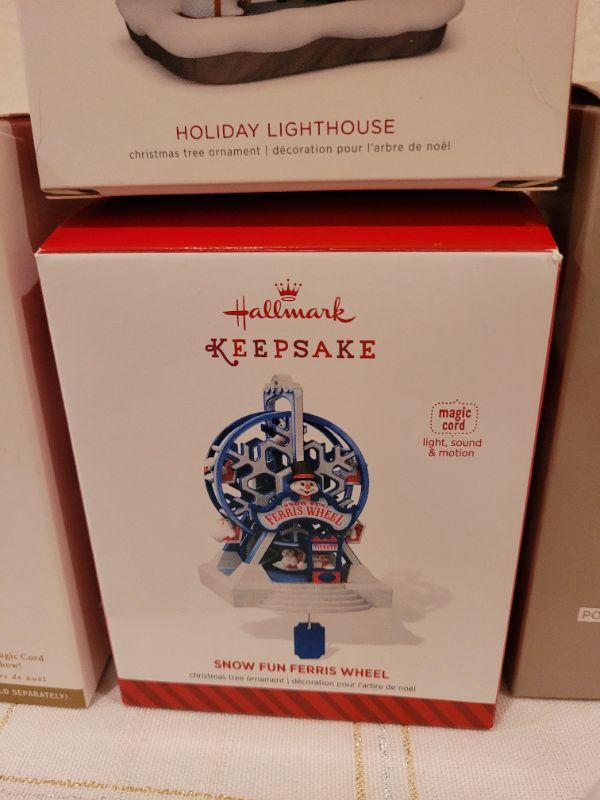 HOLIDAY LIGHTHOUSE
christmas tree ornament | décoration pour l'arbre de noël
Hallmark
KEEPSAKE
magic
cord
light, sound
& motion
SNOW FUN
FERRIS WHEEL
TICKETS
SNOW FUN FERRIS WHEEL
christmas tree ornament | décoration pour l'arbre de noël
agic Cord
how!
re de noël
LD SEPARATELY).
PO